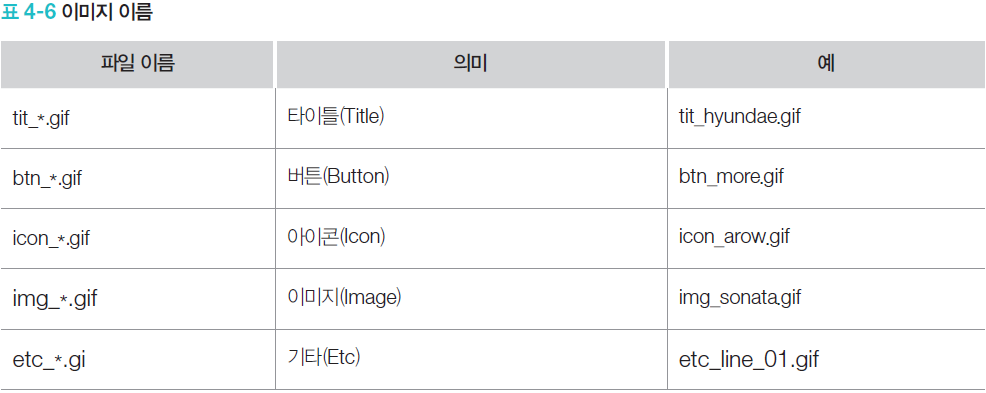 표 4-6 이미지 이름
파일 이름 의미 예
tit_*.gif 타이틀(Title) tit_hyundae.gif
btn_*.gif 버튼(Button) btn_more.gif
icon_*.gif 아이콘(Icon) icon_arow.gif
img_*.gif 이미지(Image) img_sonata.gif
etc_*.gi 기타(Etc) etc_line_01.gif